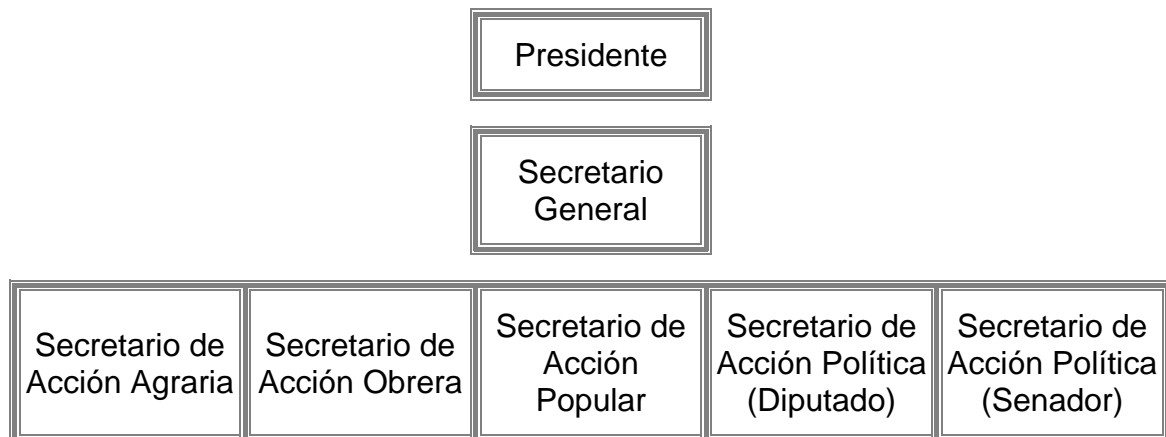 Presidente
Secretario
General
Secretario de
Acción Agraria
Secretario de
Acción Obrera
Secretario de
Acción
Popular
Secretario de
Acción Política
(Diputado)
Secretario de
Acción Política
(Senador)